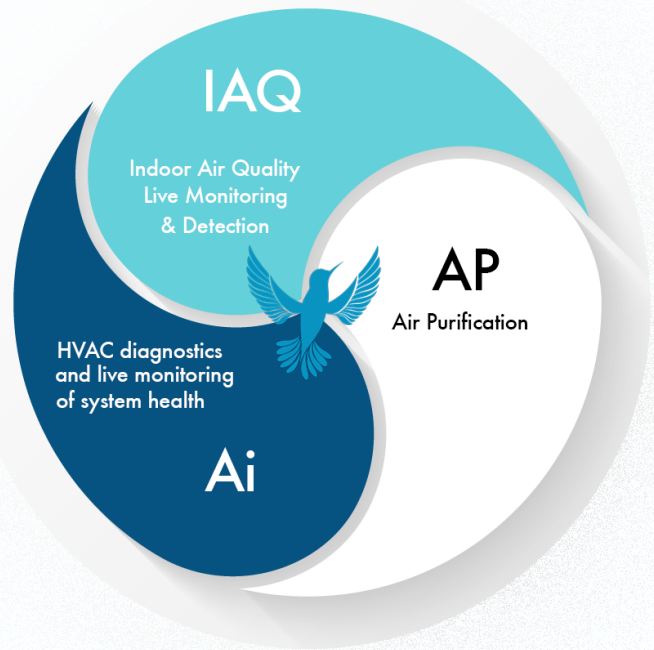 IAQ
Indoor Air Quality
Live Monitoring
& Detection
AP
Air Purification
HVAC diagnostics
and live monitoring
of system health
Ai